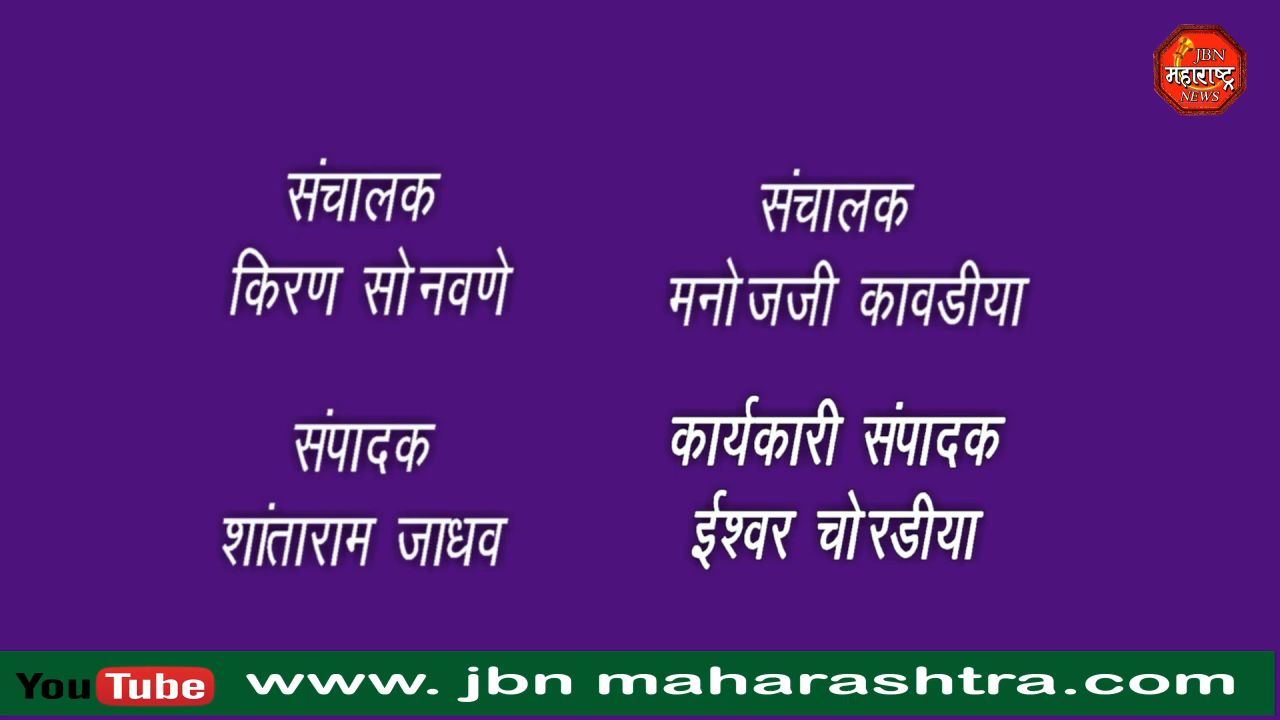 JBN
महाराष्ट्र
NEWS
संचालक
किरण सोनवणे
संचालक
मनोजजी कावडीया
संपादक
शांताराम जाधव
कार्यकारी संपादक
ईश्वर चोरडीया
YouTube www. jbn maharashtra.com